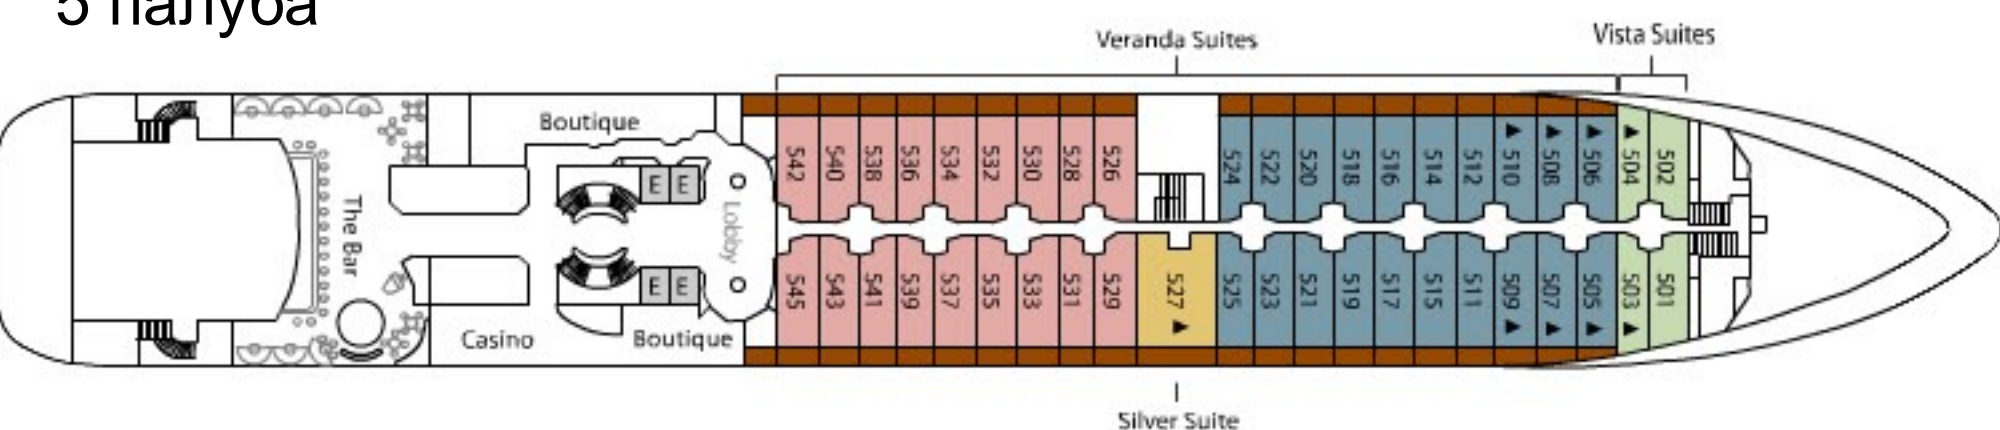 5 палуба
Veranda Suites
Vista Suites
Boutique
542 540 538 536 534 532 530 528 526 524 522 520 518 516 514 512 510 508 506 504 502
E E
The Bar
Lobby
E E
545 543 541 539 537 535 533 531 529 527 525 523 521 519 517 515 511 509 507 505 503 501
Casino
Boutique
Silver Suite